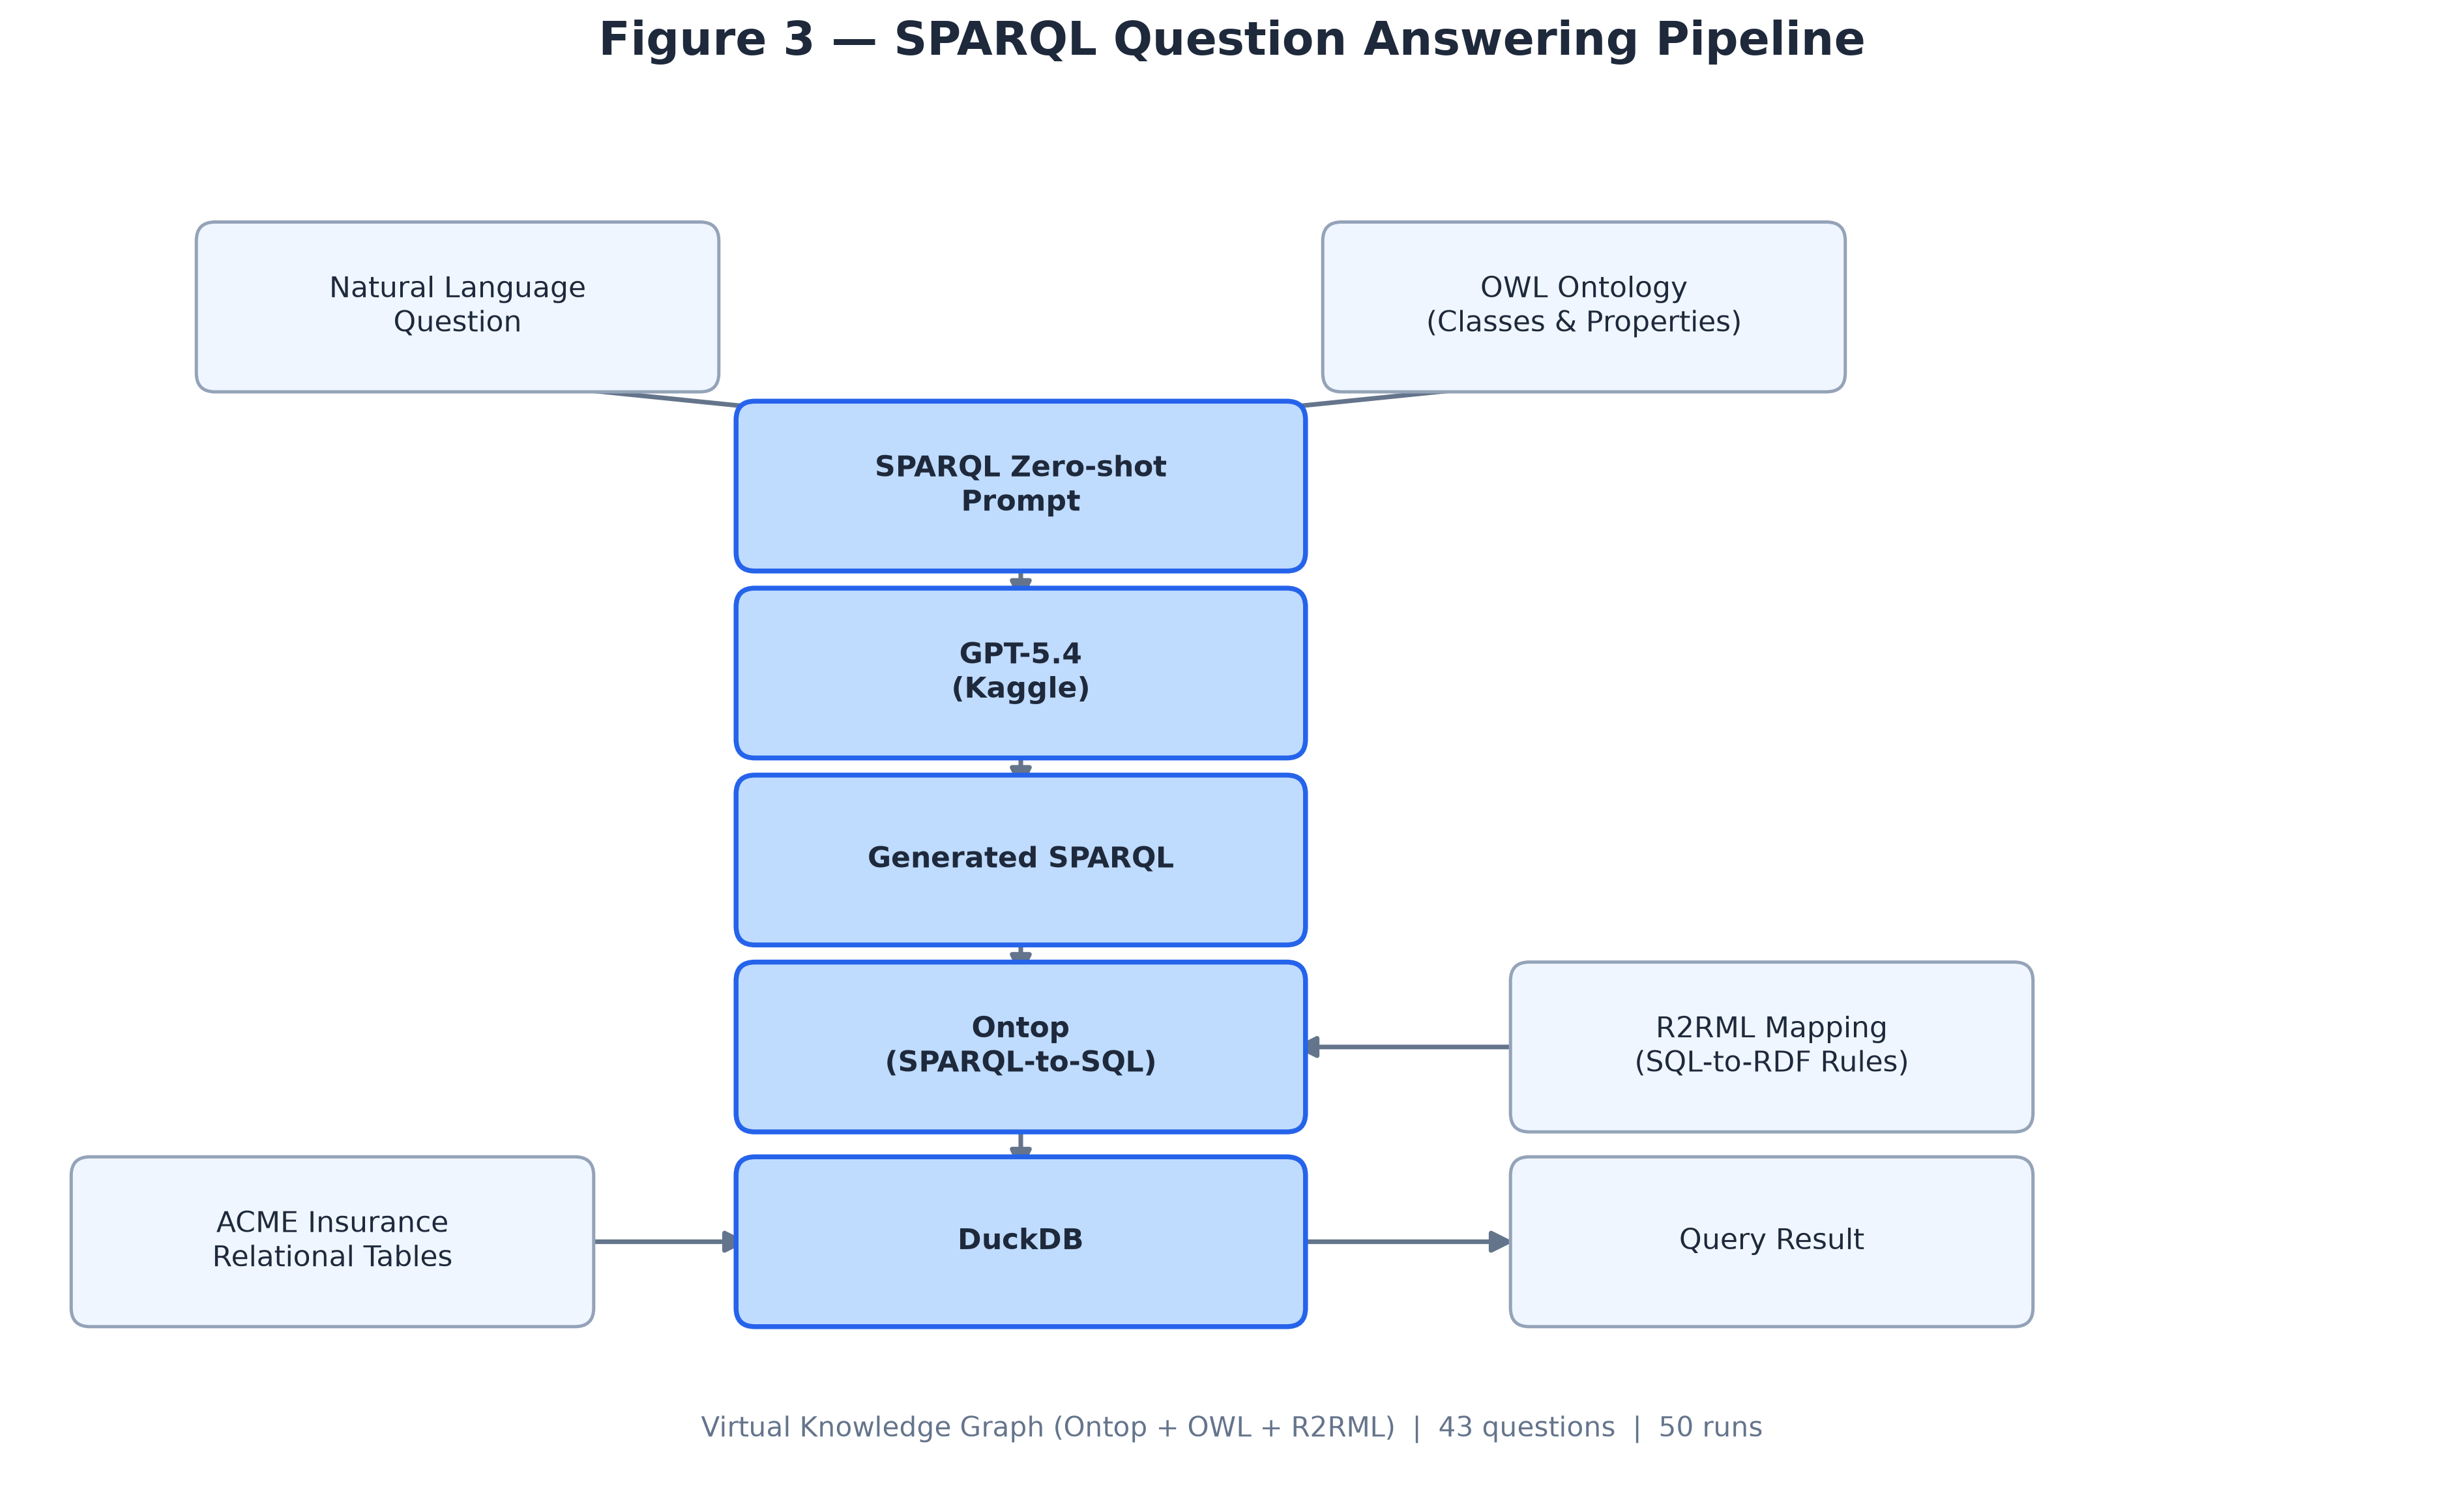 Figure 3 — SPARQL Question Answering Pipeline
Natural Language
Question
OWL Ontology
(Classes & Properties)
SPARQL Zero-shot
Prompt
GPT-5.4
(Kaggle)
Generated SPARQL
Ontop
(SPARQL-to-SQL)
R2RML Mapping
(SQL-to-RDF Rules)
ACME Insurance
Relational Tables
DuckDB
Query Result
Virtual Knowledge Graph (Ontop + OWL + R2RML) | 43 questions | 50 runs